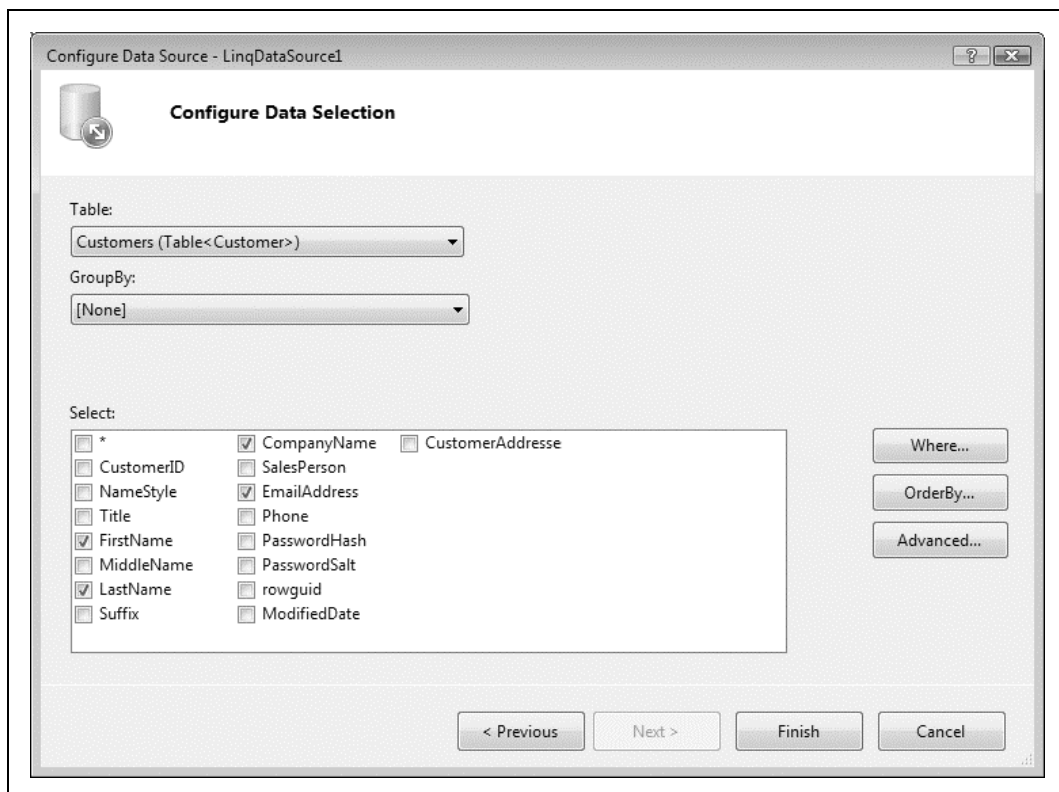 Configure Data Source - LinqDataSource1
Configure Data Selection
Table:
Customers (Table<Customer>)
GroupBy:
[None]
Select:
* CompanyName CustomerAddresse
CustomerID SalesPerson
NameStyle EmailAddress
Title Phone
FirstName PasswordHash
MiddleName PasswordSalt
LastName rowguid
Suffix ModifiedDate
Where...
OrderBy...
Advanced...
< Previous Next > Finish Cancel